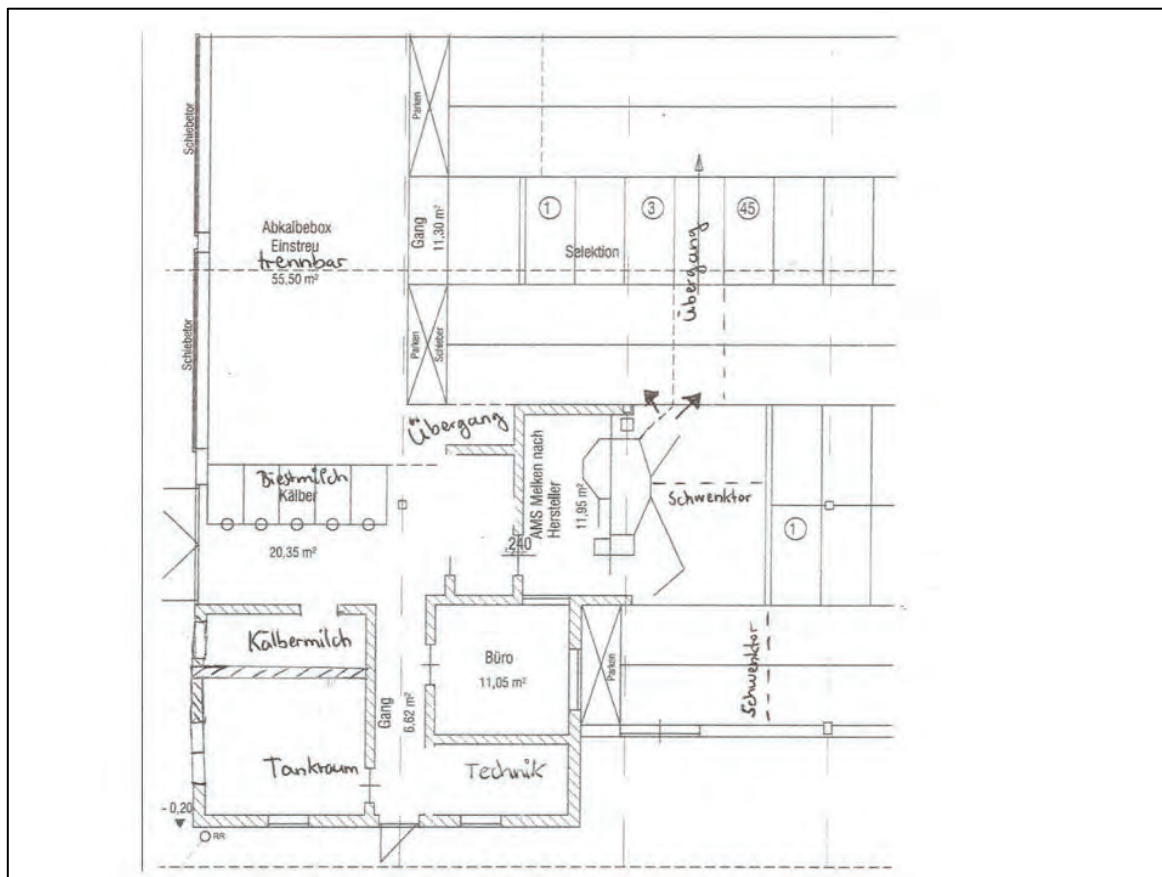 Schiebetor
Parken
Abkalbebox
Einstreu
trennbar
55,50 m²
Gang
11,30 m²
1
3
45
Selektion
Übergang
Schiebetor
Parken
Schieber
Übergang
Biestmilch
Kälber
20,35 m²
AMS Melken nach
Hersteller
11,95 m²
240
Schwenktor
1
Kälbermilch
Büro
11,05 m²
Parken
Schwenktor
Gang
6,62 m²
Tankraum
Technik
- 0,20
RR